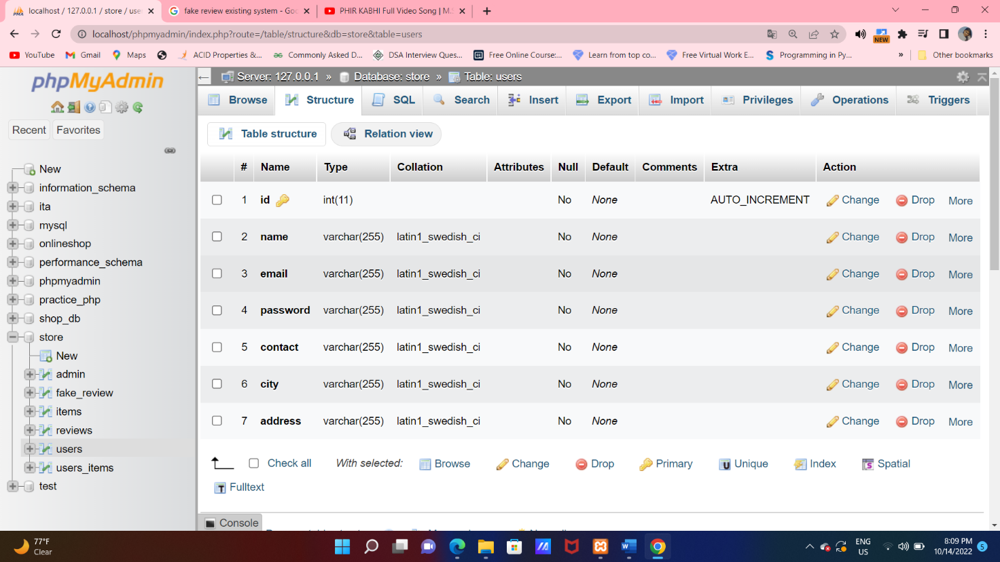 localhost / 127.0.0.1 / store / use
fake review existing system - Goo
PHIR KABHI Full Video Song | M.S
localhost/phpmyadmin/index.php?route=/table/structure&db=store&table=users
NEW
YouTube
Gmail
Maps
ACID Properties &...
Commonly Asked D...
DSA Interview Ques...
Free Online Course:...
Learn from top co...
Free Virtual Work E...
Programming in Py...
»
Other bookmarks
phpMyAdmin
Recent
Favorites
New
information_schema
ita
mysql
onlineshop
performance_schema
phpmyadmin
practice_php
shop_db
store
New
admin
fake_review
items
reviews
users
users_items
test
Server: 127.0.0.1 » Database: store » Table: users
Browse
Structure
SQL
Search
Insert
Export
Import
Privileges
Operations
Triggers
Table structure
Relation view
# Name Type Collation Attributes Null Default Comments Extra Action
1 id int(11) No None AUTO_INCREMENT Change Drop More
2 name varchar(255) latin1_swedish_ci No None Change Drop More
3 email varchar(255) latin1_swedish_ci No None Change Drop More
4 password varchar(255) latin1_swedish_ci No None Change Drop More
5 contact varchar(255) latin1_swedish_ci No None Change Drop More
6 city varchar(255) latin1_swedish_ci No None Change Drop More
7 address varchar(255) latin1_swedish_ci No None Change Drop More
Check all With selected: Browse Change Drop Primary Unique Index Spatial
Fulltext
Console
77°F
Clear
ENG
US
8:09 PM
10/14/2022
5